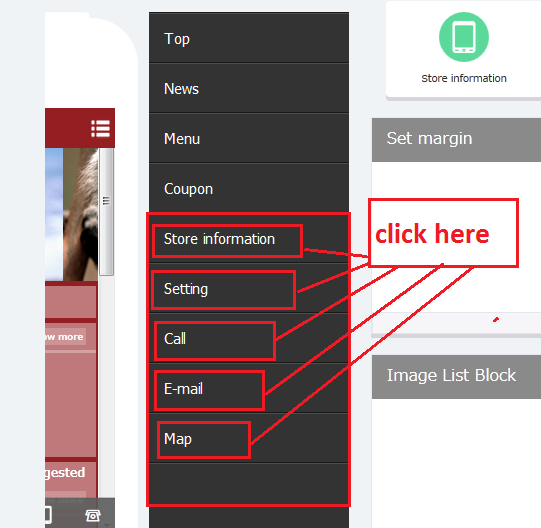 Top
News
Menu
Coupon
Store information
Setting
Call
E-mail
Map
click here
Store information
Set margin
Image List Block
ow more
gested